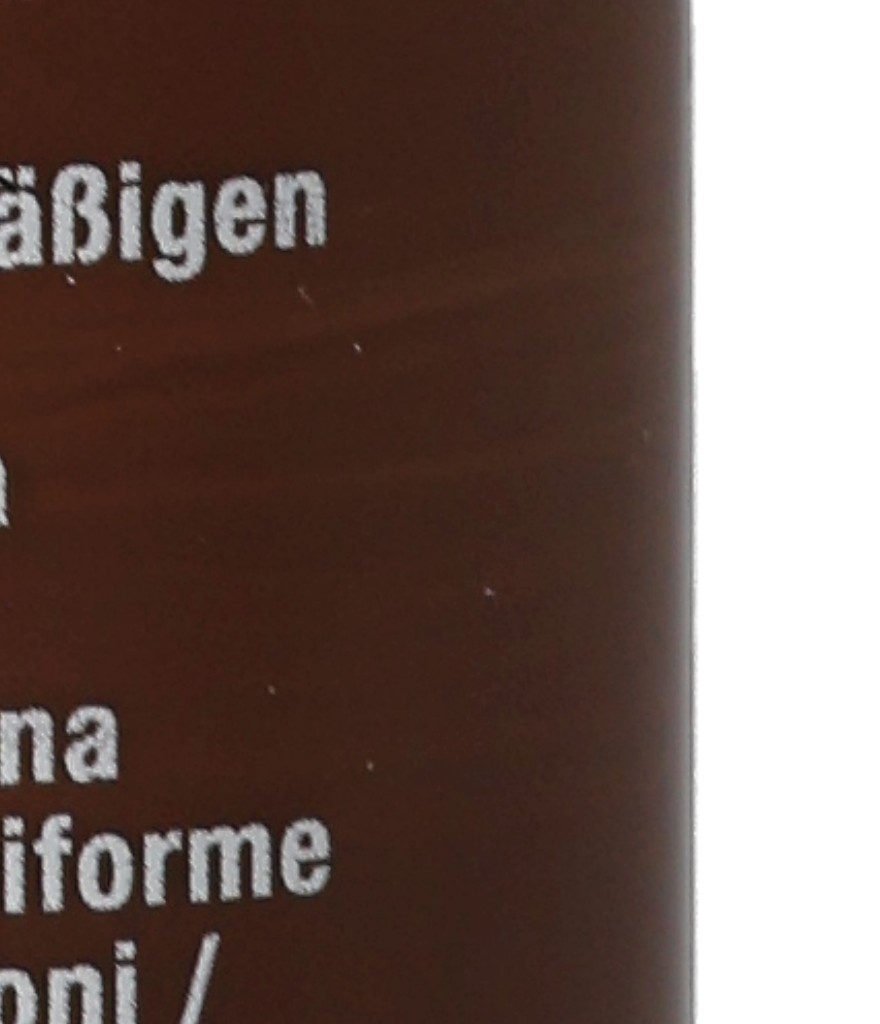 äßigen
na
iforme
oni /